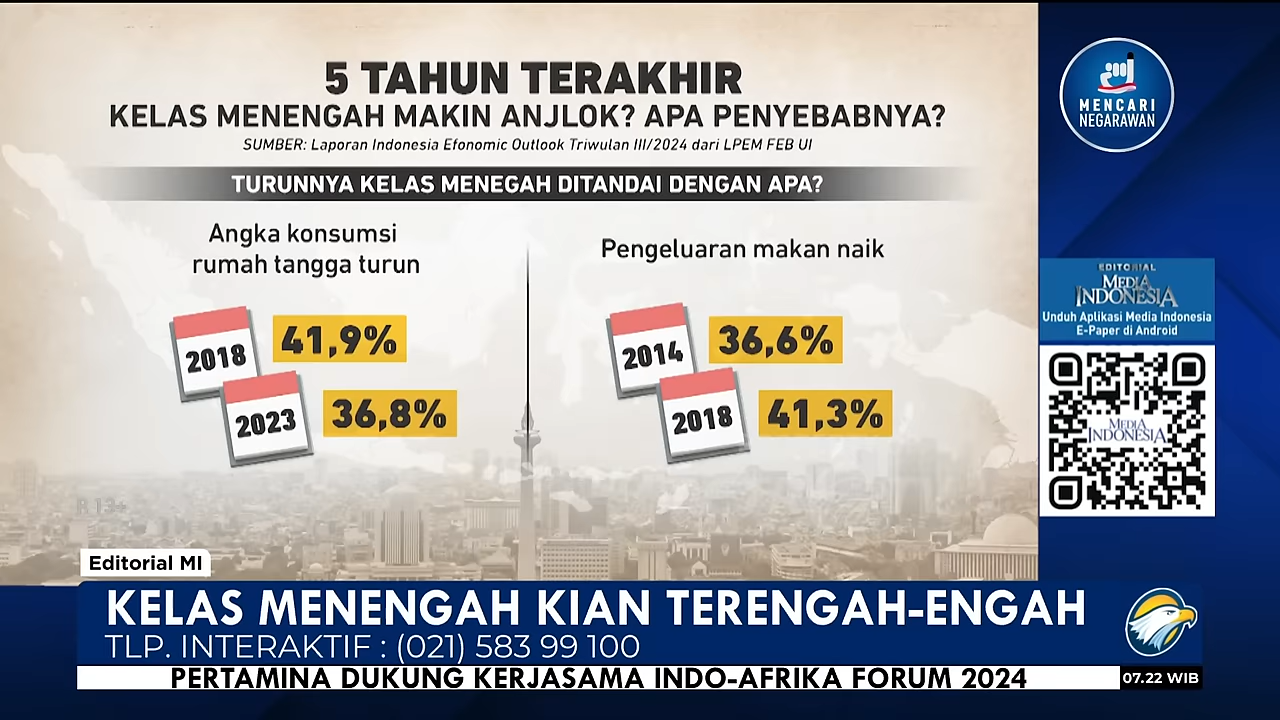 5 TAHUN TERAKHIR
KELAS MENENGAH MAKIN ANJLOK? APA PENYEBABNYA?
SUMBER: Laporan Indonesia Efonomic Outlook Triwulan III/2024 dari LPEM FEB UI
TURUNNYA KELAS MENEGAH DITANDAI DENGAN APA?
Angka konsumsi
rumah tangga turun
2018
41,9%
2023
36,8%
Pengeluaran makan naik
2014
36,6%
2018
41,3%
R 13+
MENCARI
NEGARAWAN
EDITORIAL
MEDIA
INDONESIA
Unduh Aplikasi Media Indonesia
E-Paper di Android
MEDIA
INDONESIA
Editorial MI
KELAS MENENGAH KIAN TERENGAH-ENGAH
TLP. INTERAKTIF : (021) 583 99 100
PERTAMINA DUKUNG KERJASAMA INDO-AFRIKA FORUM 2024
07.22 WIB